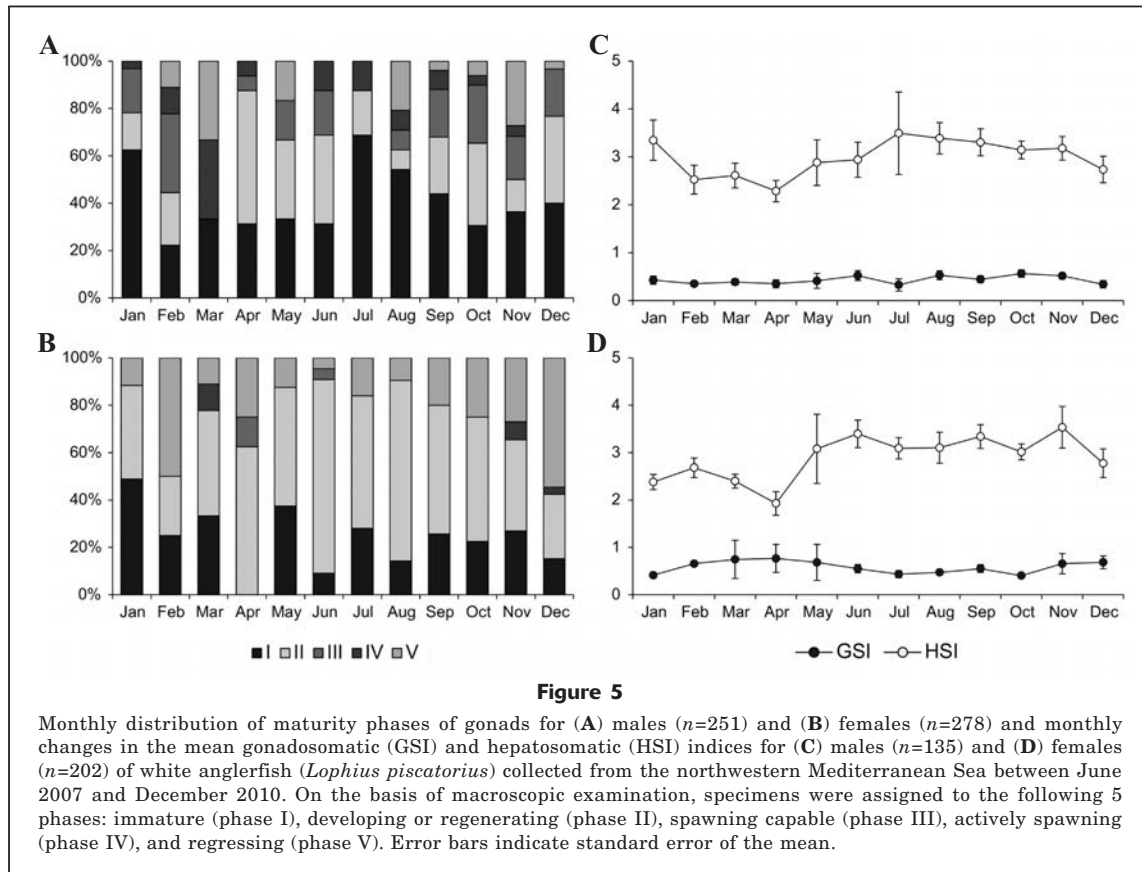 A
C
100%
80%
60%
40%
20%
0%
Jan Feb Mar Apr May Jun Jul Aug Sep Oct Nov Dec
5
4
3
2
1
0
Jan Feb Mar Apr May Jun Jul Aug Sep Oct Nov Dec
B
D
100%
80%
60%
40%
20%
0%
Jan Feb Mar Apr May Jun Jul Aug Sep Oct Nov Dec
I II III IV V
5
4
3
2
1
0
Jan Feb Mar Apr May Jun Jul Aug Sep Oct Nov Dec
GSI HSI
Figure 5
Monthly distribution of maturity phases of gonads for (A) males (n=251) and (B) females (n=278) and monthly
changes in the mean gonadosomatic (GSI) and hepatosomatic (HSI) indices for (C) males (n=135) and (D) females
(n=202) of white anglerfish (Lophius piscatorius) collected from the northwestern Mediterranean Sea between June
2007 and December 2010. On the basis of macroscopic examination, specimens were assigned to the following 5
phases: immature (phase I), developing or regenerating (phase II), spawning capable (phase III), actively spawning
(phase IV), and regressing (phase V). Error bars indicate standard error of the mean.